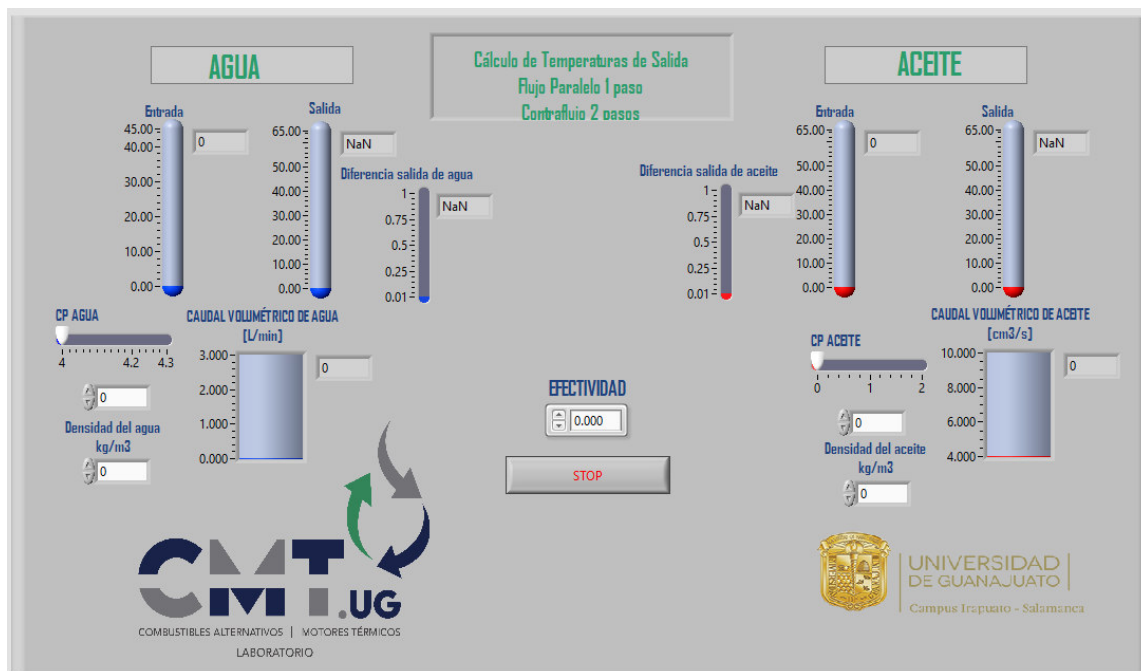 AGUA
Cálculo de Temperaturas de Salida
Flujo Paralelo 1 paso
Contraflujo 2 pasos
ACEITE
Entrada
45.00
40.00
30.00
20.00
10.00
0.00
0
Salida
65.00
50.00
40.00
30.00
20.00
10.00
0.00
NaN
Diferencia salida de agua
1
0.75
0.5
0.25
0.01
NaN
Diferencia salida de aceite
1
0.75
0.5
0.25
0.01
NaN
Entrada
65.00
50.00
40.00
30.00
20.00
10.00
0.00
0
Salida
65.00
50.00
40.00
30.00
20.00
10.00
0.00
NaN
CP AGUA
4 4.2 4.3
0
Densidad del agua
kg/m3
0
CAUDAL VOLUMÉTRICO DE AGUA
[L/min]
3.000
2.000
1.000
0.000
0
EFECTIVIDAD
0.000
STOP
CP ACEITE
0 1 2
0
Densidad del aceite
kg/m3
0
CAUDAL VOLUMÉTRICO DE ACEITE
[cm3/s]
10.000
8.000
6.000
4.000
0
CMT.UG
COMBUSTIBLES ALTERNATIVOS | MOTORES TÉRMICOS
LABORATORIO
UNIVERSIDAD
DE GUANAJUATO
Campus Irapuato - Salamanca